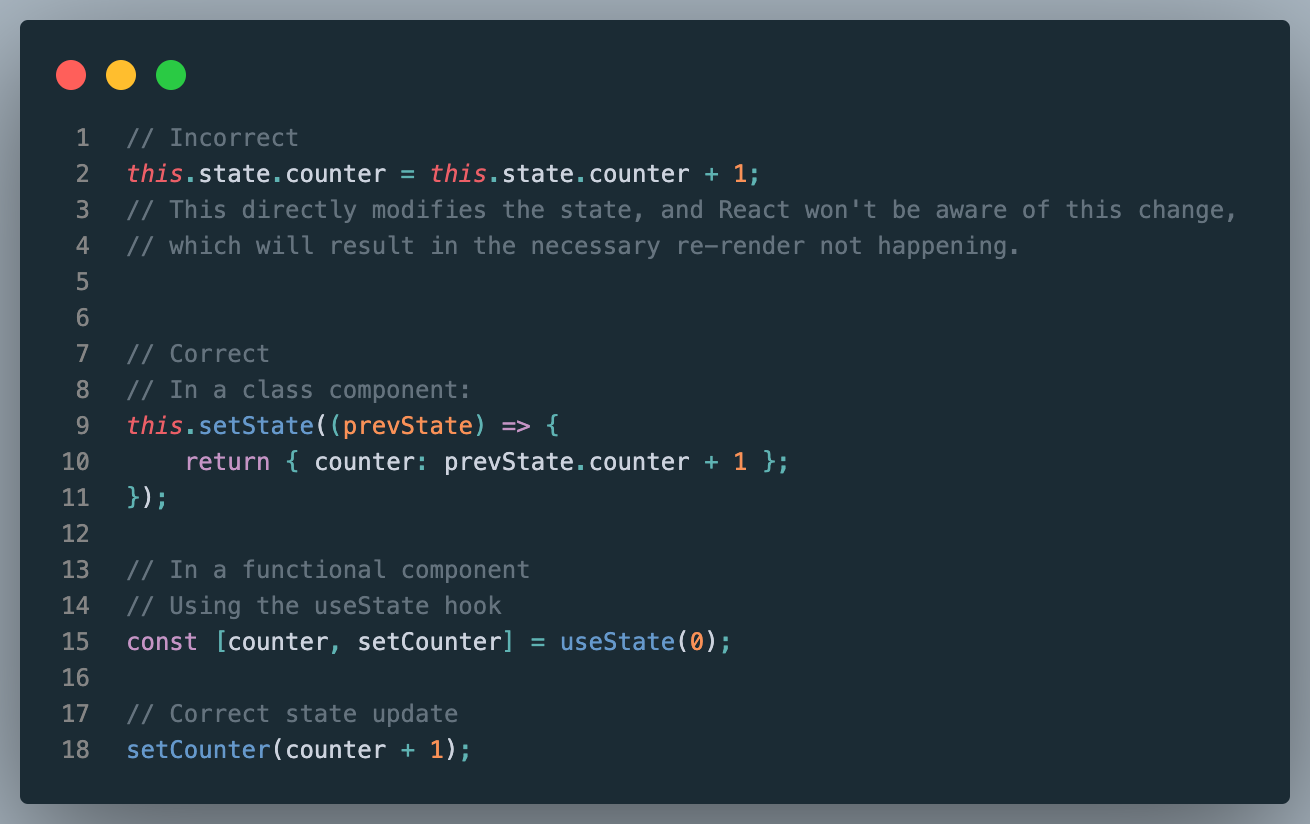 1 // Incorrect
2 this.state.counter = this.state.counter + 1;
3 // This directly modifies the state, and React won't be aware of this change,
4 // which will result in the necessary re-render not happening.
5
6
7 // Correct
8 // In a class component:
9 this.setState((prevState) => {
10     return { counter: prevState.counter + 1 };
11 });
12
13 // In a functional component
14 // Using the useState hook
15 const [counter, setCounter] = useState(0);
16
17 // Correct state update
18 setCounter(counter + 1);